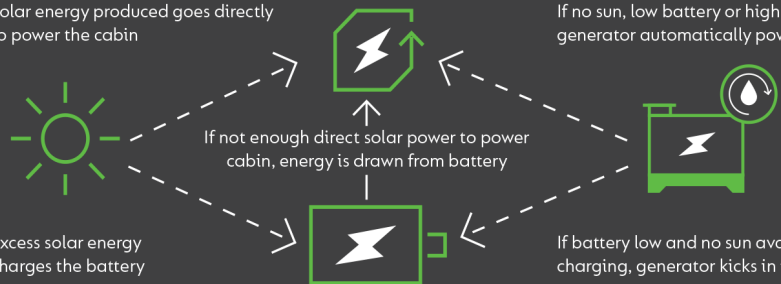 olar energy produced goes directly
o power the cabin
If no sun, low battery or high
generator automatically pow
If not enough direct solar power to power
cabin, energy is drawn from battery
xcess solar energy
harges the battery
If battery low and no sun ava
charging, generator kicks in